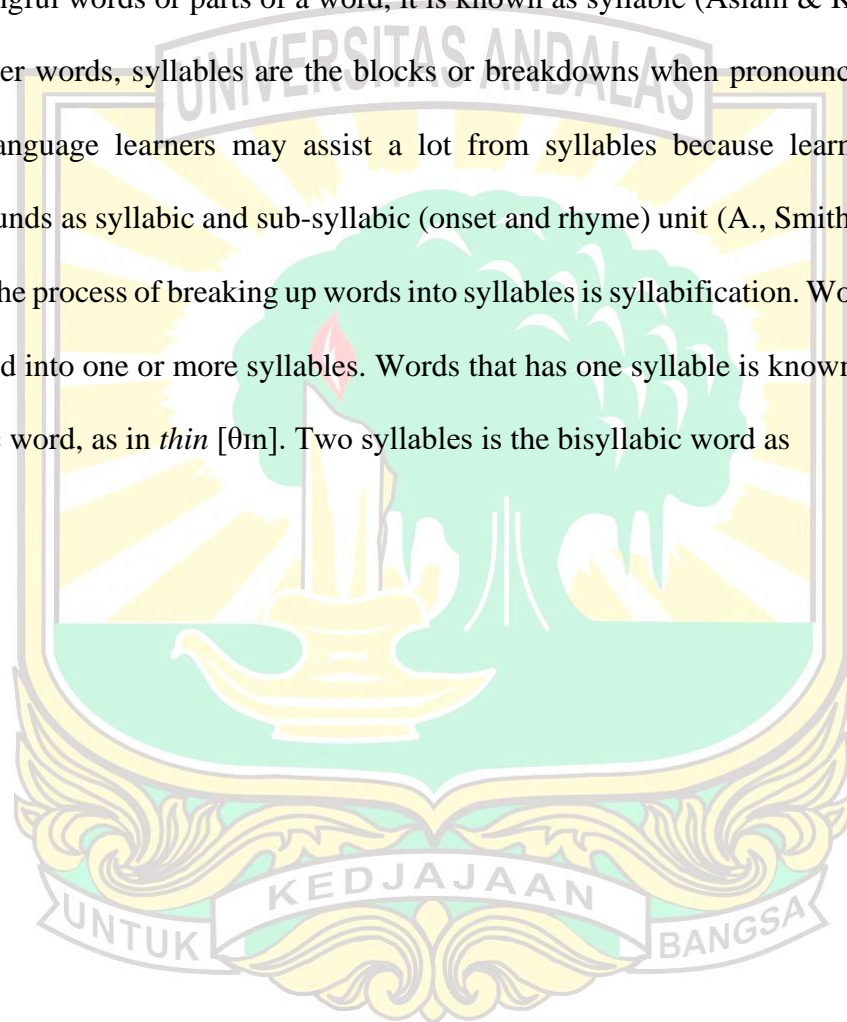 UNIVERSITAS ANDALAS
ngful words or parts of a word, it is known as syllabic (Aslam & K
er words, syllables are the blocks or breakdowns when pronounc
anguage learners may assist a lot from syllables because learn
unds as syllabic and sub-syllabic (onset and rhyme) unit (A., Smith
he process of breaking up words into syllables is syllabification. Wo
d into one or more syllables. Words that has one syllable is known
word, as in thin [θɪn]. Two syllables is the bisyllabic word as
UNTUK KEDJAJAAN BANGSA